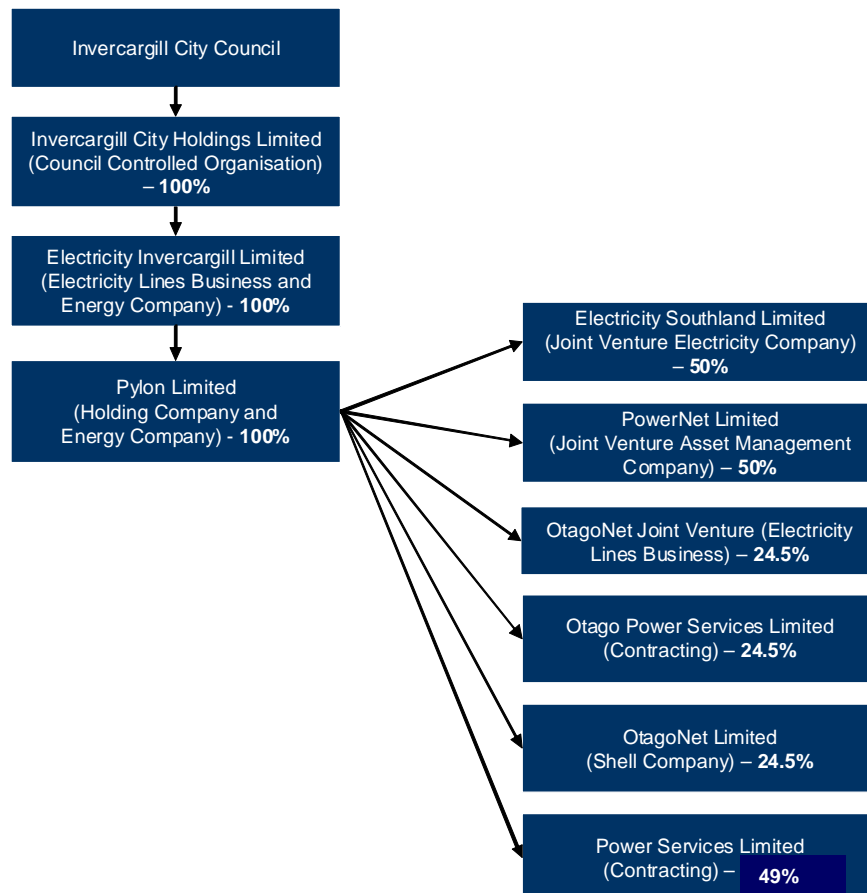 Invercargill City Council
Invercargill City Holdings Limited
(Council Controlled Organisation)
– 100%
Electricity Invercargill Limited
(Electricity Lines Business and
Energy Company) - 100%
Pylon Limited
(Holding Company and
Energy Company) - 100%
Electricity Southland Limited
(Joint Venture Electricity Company)
– 50%
PowerNet Limited
(Joint Venture Asset Management
Company) – 50%
OtagoNet Joint Venture (Electricity
Lines Business) – 24.5%
Otago Power Services Limited
(Contracting) – 24.5%
OtagoNet Limited
(Shell Company) – 24.5%
Power Services Limited
(Contracting) – 49%